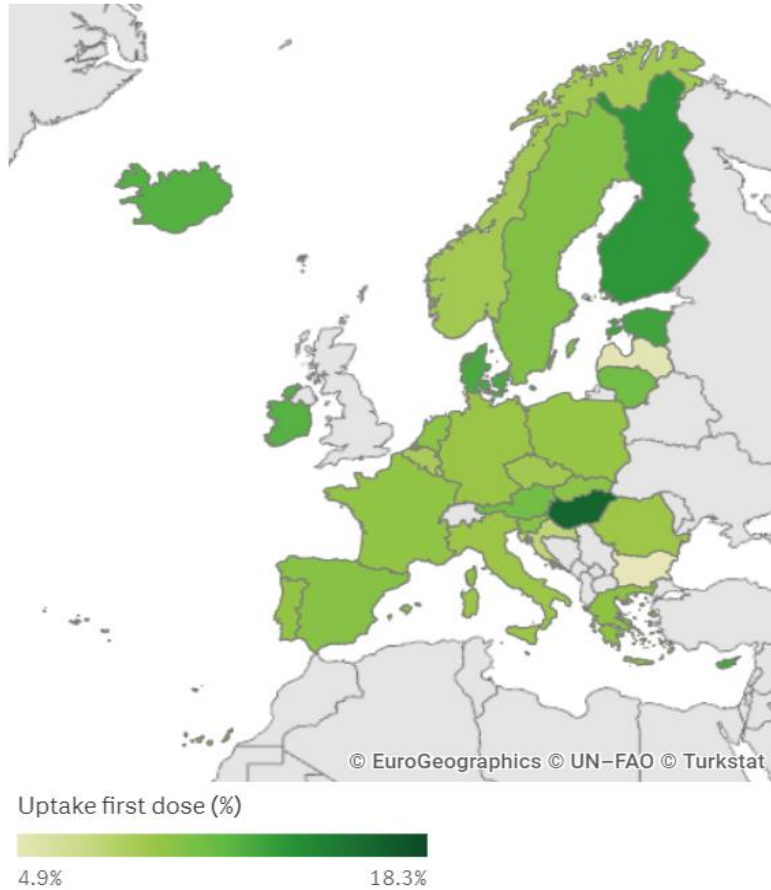 © EuroGeographics © UN–FAO © Turkstat
Uptake first dose (%)
4.9%
18.3%